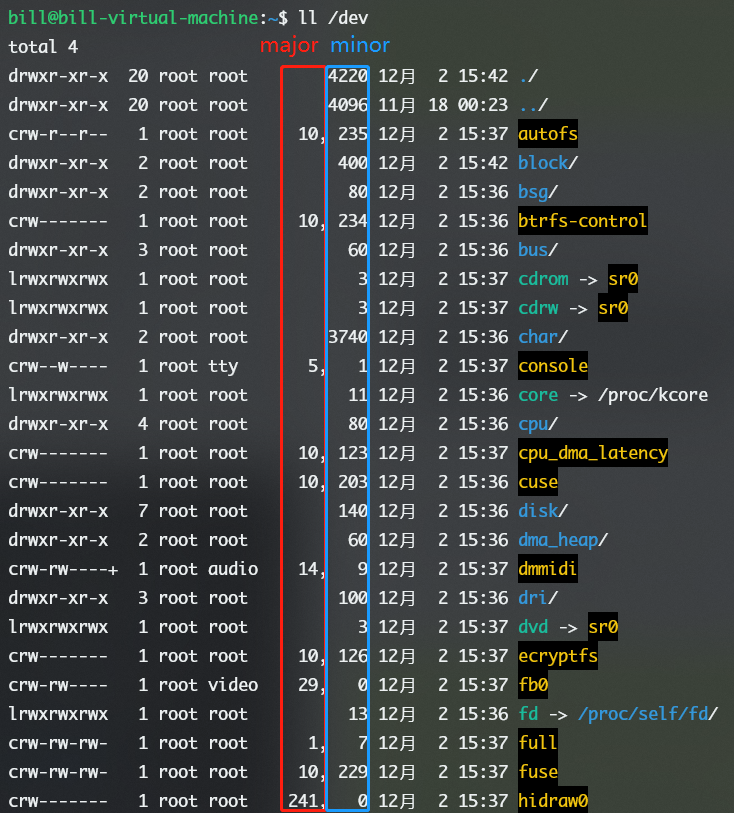 bill@bill-virtual-machine:~$ ll /dev
total 4 major minor
drwxr-xr-x 20 root root 4220 12月 2 15:42 ./
drwxr-xr-x 20 root root 4096 11月 18 00:23 ../
crw-r--r-- 1 root root 10, 235 12月 2 15:37 autofs
drwxr-xr-x 2 root root 400 12月 2 15:42 block/
drwxr-xr-x 2 root root 80 12月 2 15:36 bsg/
crw------- 1 root root 10, 234 12月 2 15:36 btrfs-control
drwxr-xr-x 3 root root 60 12月 2 15:36 bus/
lrwxrwxrwx 1 root root 3 12月 2 15:37 cdrom -> sr0
lrwxrwxrwx 1 root root 3 12月 2 15:37 cdrw -> sr0
drwxr-xr-x 2 root root 3740 12月 2 15:36 char/
crw--w---- 1 root tty 5, 1 12月 2 15:37 console
lrwxrwxrwx 1 root root 11 12月 2 15:36 core -> /proc/kcore
drwxr-xr-x 4 root root 80 12月 2 15:36 cpu/
crw------- 1 root root 10, 123 12月 2 15:37 cpu_dma_latency
crw------- 1 root root 10, 203 12月 2 15:36 cuse
drwxr-xr-x 7 root root 140 12月 2 15:36 disk/
drwxr-xr-x 2 root root 60 12月 2 15:36 dma_heap/
crw-rw----+ 1 root audio 14, 9 12月 2 15:37 dmmidi
drwxr-xr-x 3 root root 100 12月 2 15:36 dri/
lrwxrwxrwx 1 root root 3 12月 2 15:37 dvd -> sr0
crw------- 1 root root 10, 126 12月 2 15:37 ecryptfs
crw-rw---- 1 root video 29, 0 12月 2 15:37 fb0
lrwxrwxrwx 1 root root 13 12月 2 15:36 fd -> /proc/self/fd/
crw-rw-rw- 1 root root 1, 7 12月 2 15:37 full
crw-rw-rw- 1 root root 10, 229 12月 2 15:37 fuse
crw------- 1 root root 241, 0 12月 2 15:37 hidraw0